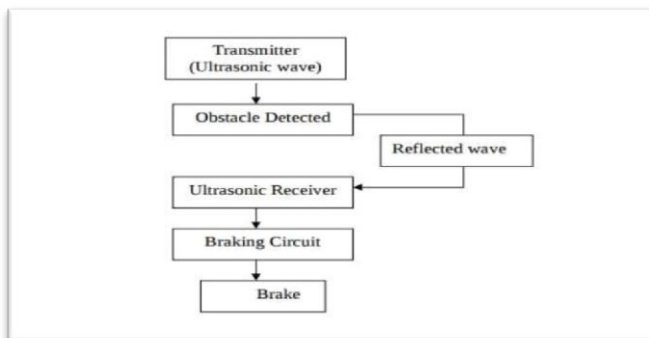 Transmitter
(Ultrasonic wave)
Obstacle Detected
Reflected wave
Ultrasonic Receiver
Braking Circuit
Brake